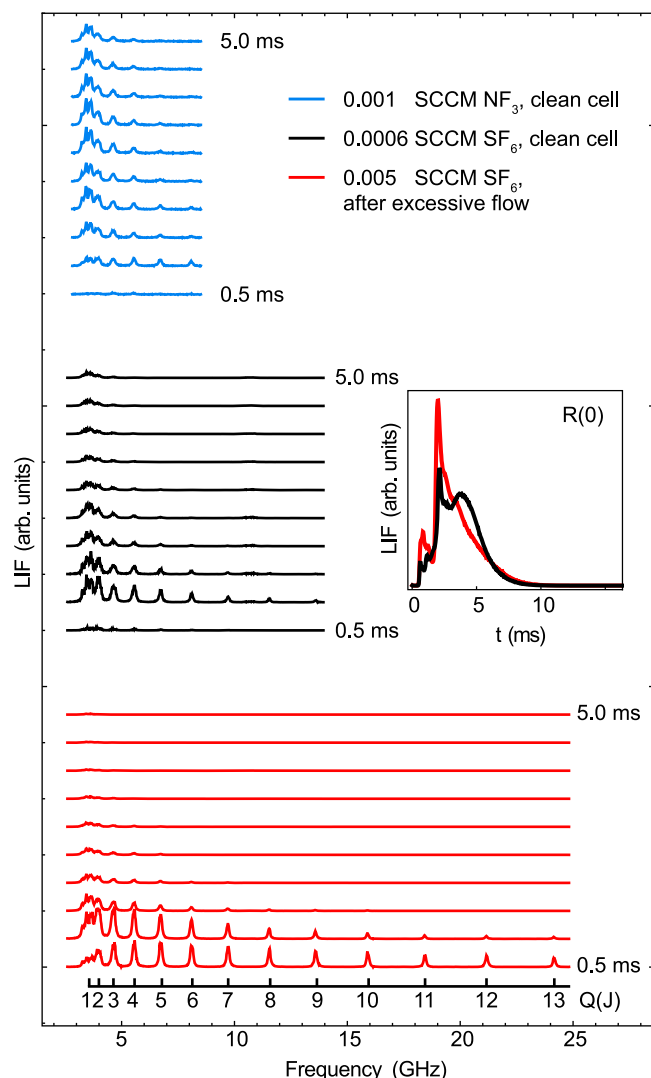 5.0 ms
0.001 SCCM NF₃, clean cell
0.0006 SCCM SF₆, clean cell
0.005 SCCM SF₆,
after excessive flow
0.5 ms
5.0 ms
R(0)
LIF (arb. units)
0 5 10
t (ms)
0.5 ms
LIF (arb. units)
5.0 ms
0.5 ms
1 2 3 4 5 6 7 8 9 10 11 12 13 Q(J)
5 10 15 20 25
Frequency (GHz)